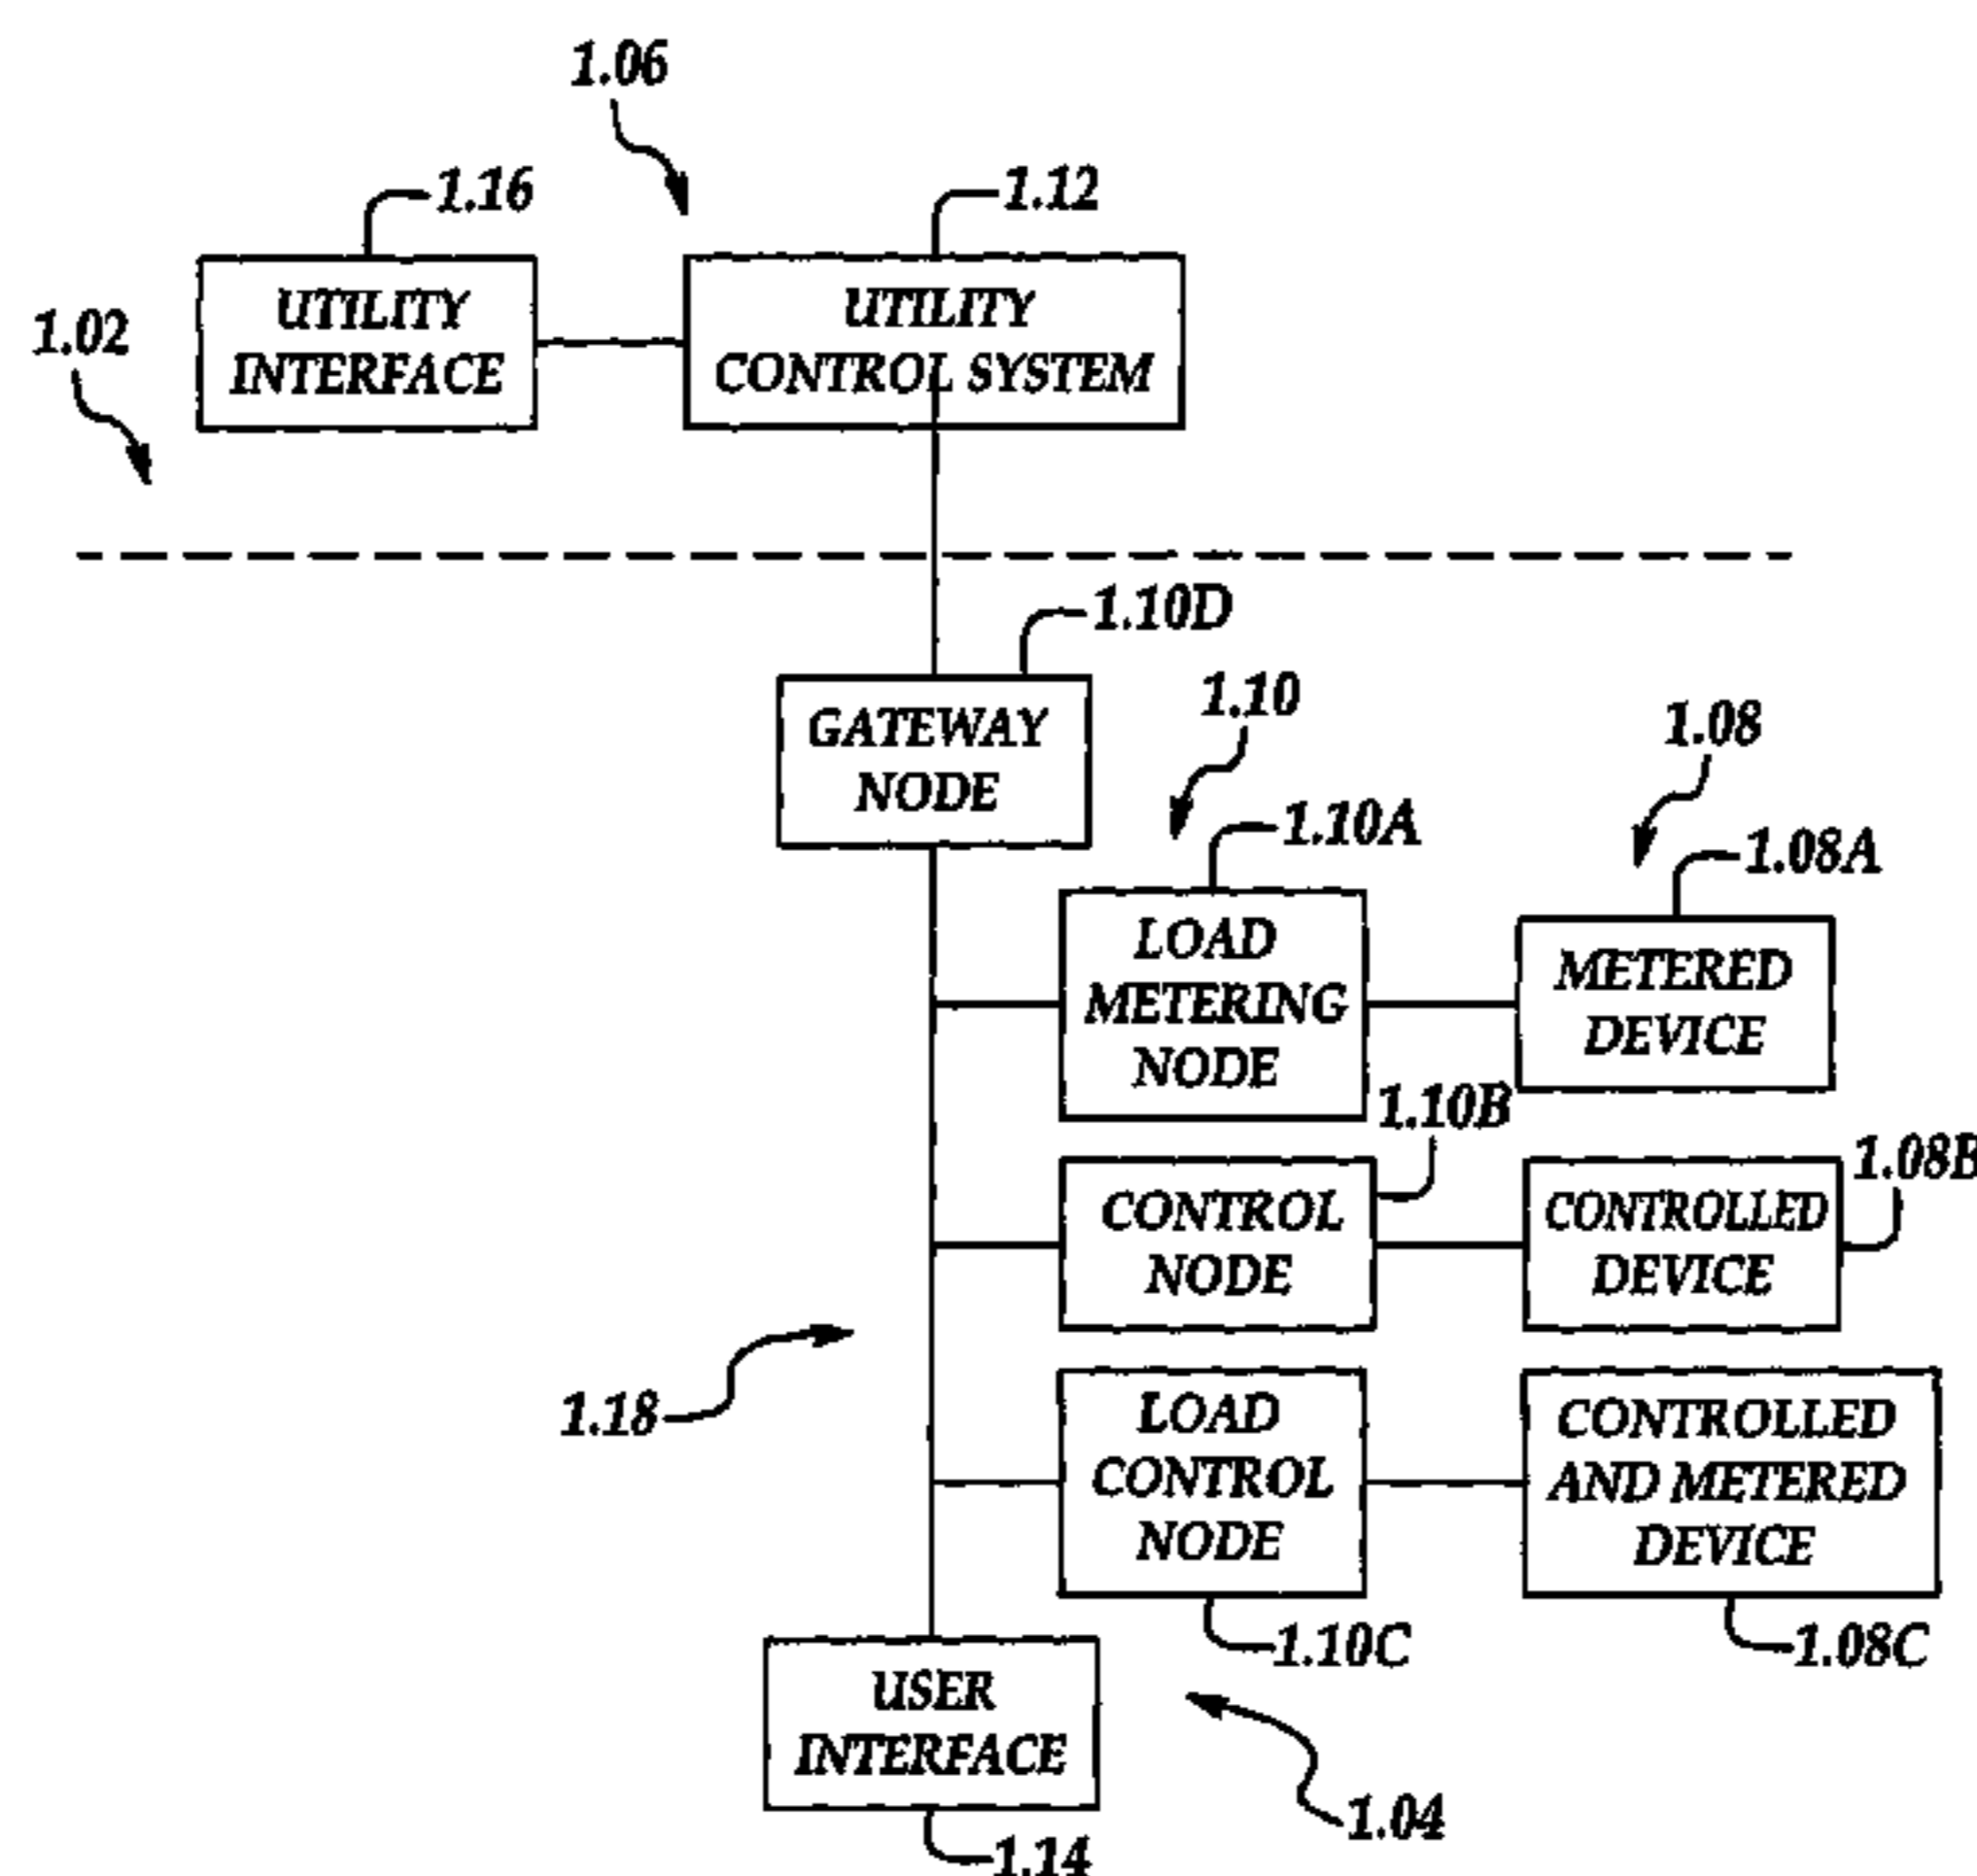 1.06
1.16
1.12
UTILITY
INTERFACE
UTILITY
CONTROL SYSTEM
1.02
1.10D
GATEWAY
NODE
1.10
1.08
1.10A
1.08A
LOAD
METERING
NODE
METERED
DEVICE
1.10B
1.08B
CONTROL
NODE
CONTROLLED
DEVICE
1.18
LOAD
CONTROL
NODE
CONTROLLED
AND METERED
DEVICE
1.10C
1.08C
USER
INTERFACE
1.04
1.14